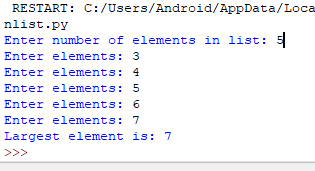 RESTART: C:/Users/Android/AppData/Loca
nlist.py
Enter number of elements in list: 5
Enter elements: 3
Enter elements: 4
Enter elements: 5
Enter elements: 6
Enter elements: 7
Largest element is: 7
>>>